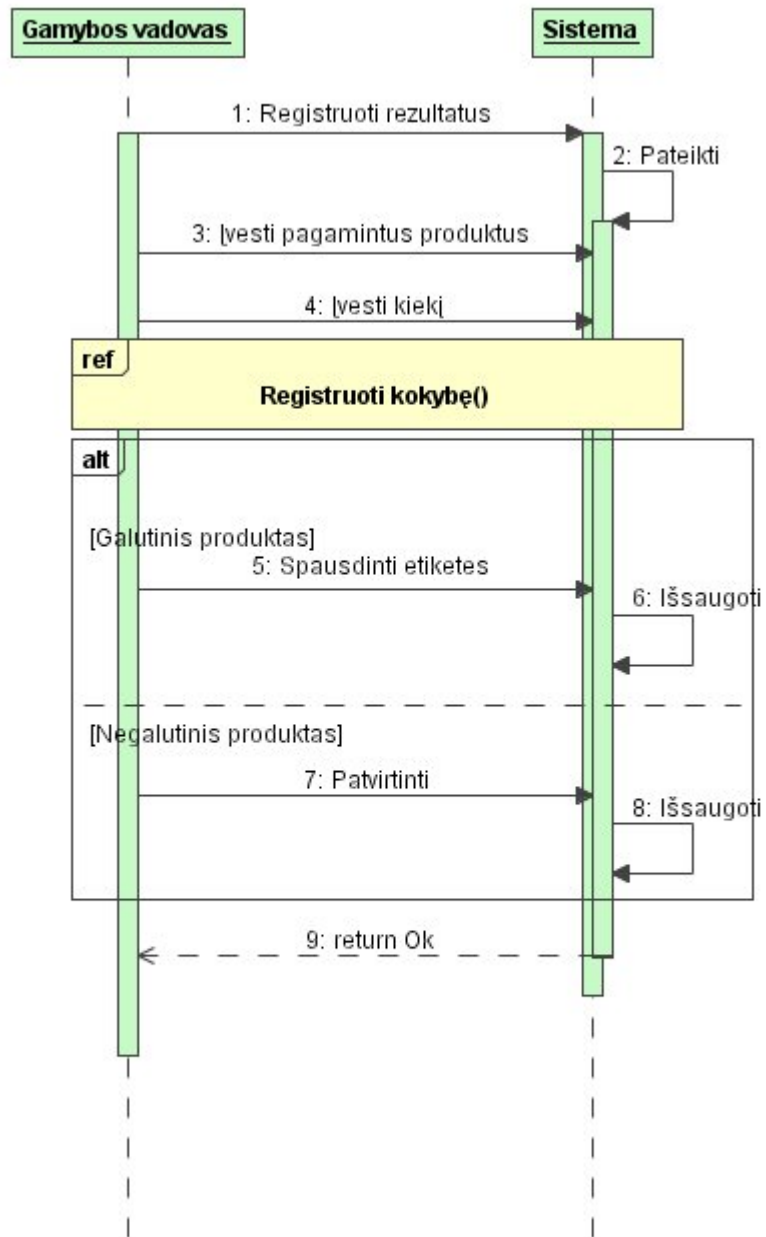 Gamybos vadovas
Sistema
1: Registruoti rezultatus
2: Pateikti
3: Įvesti pagamintus produktus
4: Įvesti kiekį
ref
Registruoti kokybę()
alt
[Galutinis produktas]
5: Spausdinti etiketes
6: Išsaugoti
[Negalutinis produktas]
7: Patvirtinti
8: Išsaugoti
9: return Ok